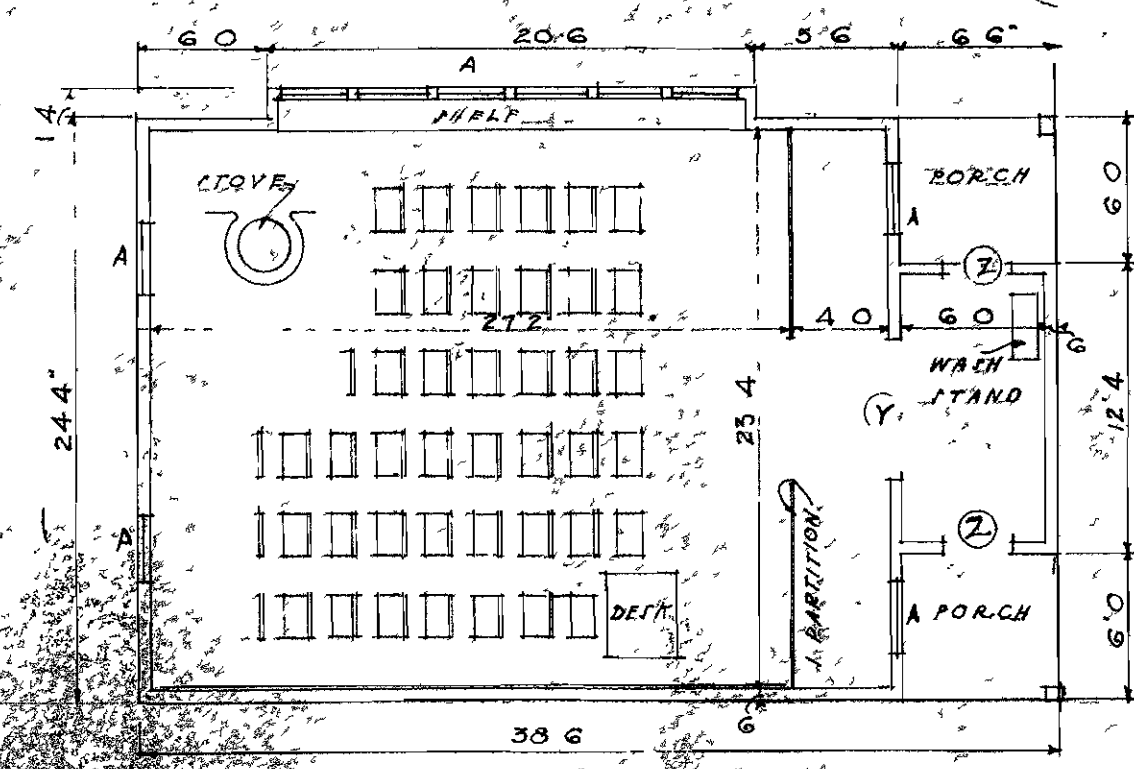 6 0
20 6
5 6
6 6"
A
1 4
SHELF
STOVE
PORCH
6 0
A
A
Z
27 2
4 0
6 0
6
WASH
STAND
24 4"
23 4
12' 4
Y
A
Z
PARTITION
DESK
A
PORCH
6' 0
6
38 6